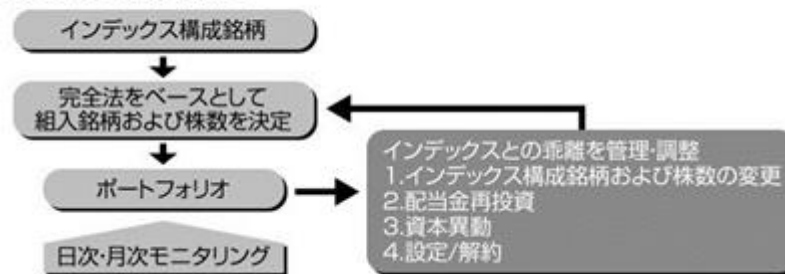 インデックス構成銘柄
完全法をベースとして
組入銘柄および株数を決定
ポートフォリオ
日次・月次モニタリング
インデックスとの乖離を管理・調整
1.インデックス構成銘柄および株数の変更
2.配当金再投資
3.資本異動
4.設定/解約